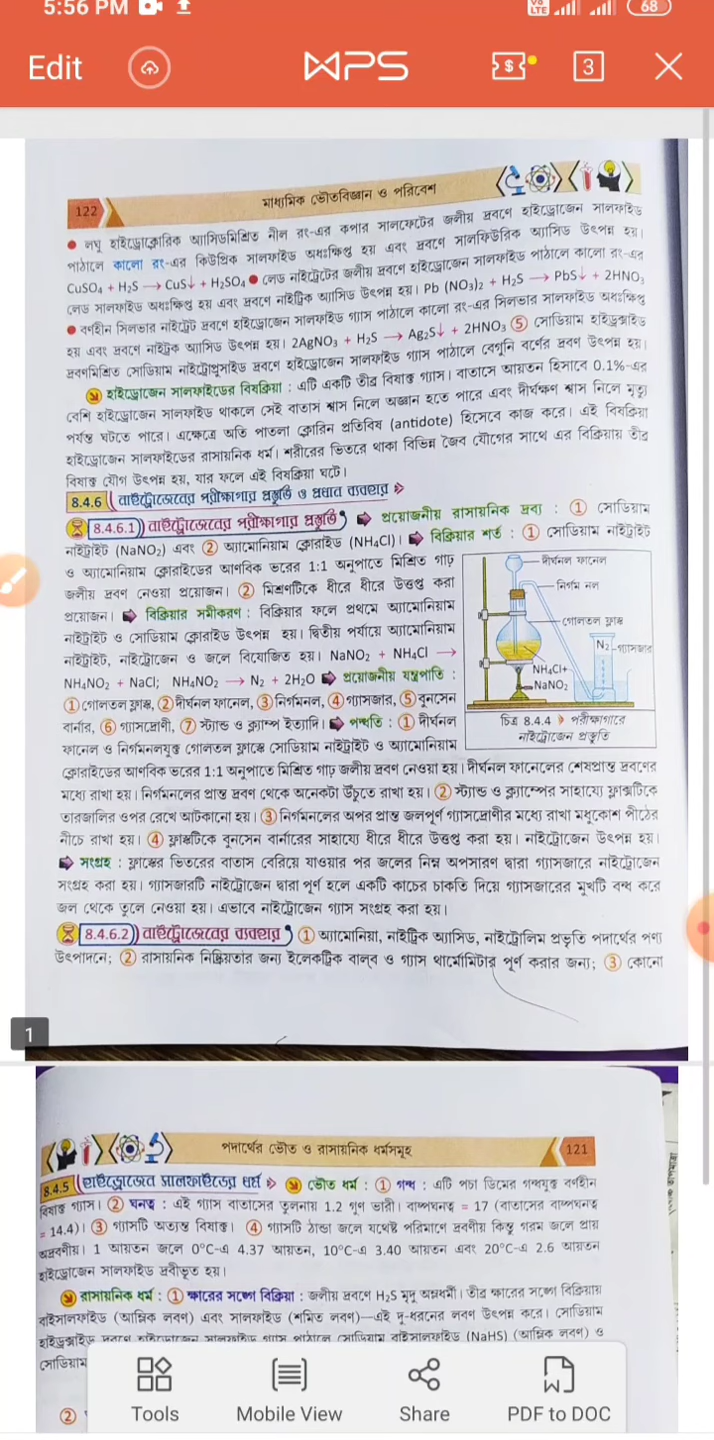 5:56 PM
Vo LTE
68
Edit
WPS
$
3
122
মাধ্যমিক ভৌতবিজ্ঞান ও পরিবেশ
● লঘু হাইড্রোক্লোরিক অ্যাসিডমিশ্রিত নীল রং-এর কপার সালফেটের জলীয় দ্রবণে হাইড্রোজেন সালফাইড
পাঠালে কালো রং-এর কিউপ্রিক সালফাইড অধঃক্ষিপ্ত হয় এবং দ্রবণে সালফিউরিক অ্যাসিড উৎপন্ন হয়।
CuSO₄ + H₂S → CuS↓ + H₂SO₄ ● লেড নাইট্রেটের জলীয় দ্রবণে হাইড্রোজেন সালফাইড পাঠালে কালো রং-এর
লেড সালফাইড অধঃক্ষিপ্ত হয় এবং দ্রবণে নাইট্রিক অ্যাসিড উৎপন্ন হয়। Pb (NO₃)₂ + H₂S → PbS↓ + 2HNO₃
● বর্ণহীন সিলভার নাইট্রেট দ্রবণে হাইড্রোজেন সালফাইড গ্যাস পাঠালে কালো রং-এর সিলভার সালফাইড অধঃক্ষিপ্ত
হয় এবং দ্রবণে নাইট্রিক অ্যাসিড উৎপন্ন হয়। 2AgNO₃ + H₂S → Ag₂S↓ + 2HNO₃ ⑤ সোডিয়াম হাইড্রক্সাইড
দ্রবণমিশ্রিত সোডিয়াম নাইট্রোপ্রুসাইড দ্রবণে হাইড্রোজেন সালফাইড গ্যাস পাঠালে বেগুনি বর্ণের দ্রবণ উৎপন্ন হয়।
হাইড্রোজেন সালফাইডের বিষক্রিয়া : এটি একটি তীব্র বিষাক্ত গ্যাস। বাতাসে আয়তন হিসাবে 0.1%-এর
বেশি হাইড্রোজেন সালফাইড থাকলে সেই বাতাস শ্বাস নিলে অজ্ঞান হতে পারে এবং দীর্ঘক্ষণ শ্বাস নিলে মৃত্যু
পর্যন্ত ঘটতে পারে। এক্ষেত্রে অতি পাতলা ক্লোরিন প্রতিবিষ (antidote) হিসেবে কাজ করে। এই বিষক্রিয়া
হাইড্রোজেন সালফাইডের রাসায়নিক ধর্ম। শরীরের ভিতরে থাকা বিভিন্ন জৈব যৌগের সাথে এর বিক্রিয়ায় তীব্র
বিষাক্ত যৌগ উৎপন্ন হয়, যার ফলে এই বিষক্রিয়া ঘটে।
8.4.6 নাইট্রোজেনের পরীক্ষাগার প্রস্তুতি ও প্রধান ব্যবহার
8.4.6.1 নাইট্রোজেনের পরীক্ষাগার প্রস্তুতি প্রয়োজনীয় রাসায়নিক দ্রব্য : ① সোডিয়াম
নাইট্রাইট (NaNO₂) এবং ② অ্যামোনিয়াম ক্লোরাইড (NH₄Cl)। বিক্রিয়ার শর্ত : ① সোডিয়াম নাইট্রাইট
ও অ্যামোনিয়াম ক্লোরাইডের আণবিক ভরের 1:1 অনুপাতে মিশ্রিত গাঢ়
জলীয় দ্রবণ নেওয়া প্রয়োজন। ② মিশ্রণটিকে ধীরে ধীরে উত্তপ্ত করা
প্রয়োজন। বিক্রিয়ার সমীকরণ : বিক্রিয়ার ফলে প্রথমে অ্যামোনিয়াম
নাইট্রাইট ও সোডিয়াম ক্লোরাইড উৎপন্ন হয়। দ্বিতীয় পর্যায়ে অ্যামোনিয়াম
নাইট্রাইট, নাইট্রোজেন ও জলে বিযোজিত হয়। NaNO₂ + NH₄Cl →
NH₄NO₂ + NaCl; NH₄NO₂ → N₂ + 2H₂O প্রয়োজনীয় যন্ত্রপাতি :
① গোলতল ফ্লাস্ক, ② দীর্ঘনল ফানেল, ③ নির্গমনল, ④ গ্যাসজার, ⑤ বুনসেন
বার্নার, ⑥ গ্যাসদ্রোণী, ⑦ স্ট্যান্ড ও ক্ল্যাম্প ইত্যাদি। পদ্ধতি : ① দীর্ঘনল
ফানেল ও নির্গমনলযুক্ত গোলতল ফ্লাস্কে সোডিয়াম নাইট্রাইট ও অ্যামোনিয়াম
দীর্ঘনল ফানেল
নির্গম নল
গোলতল ফ্লাস্ক
N₂ গ্যাসজার
NH₄Cl+
NaNO₂
চিত্র 8.4.4 পরীক্ষাগারে
নাইট্রোজেন প্রস্তুতি
ক্লোরাইডের আণবিক ভরের 1:1 অনুপাতে মিশ্রিত গাঢ় জলীয় দ্রবণ নেওয়া হয়। দীর্ঘনল ফানেলের শেষপ্রান্ত দ্রবণের
মধ্যে রাখা হয়। নির্গমনলের প্রান্ত দ্রবণ থেকে অনেকটা উঁচুতে রাখা হয়। ② স্ট্যান্ড ও ক্ল্যাম্পের সাহায্যে ফ্লাস্কটিকে
তারজালির ওপর রেখে আটকানো হয়। ③ নির্গমনলের অপর প্রান্ত জলপূর্ণ গ্যাসদ্রোণীর মধ্যে রাখা মধুকোশ পীঠের
নীচে রাখা হয়। ④ ফ্লাস্কটিকে বুনসেন বার্নারের সাহায্যে ধীরে ধীরে উত্তপ্ত করা হয়। নাইট্রোজেন উৎপন্ন হয়।
সংগ্রহ : ফ্লাস্কের ভিতরের বাতাস বেরিয়ে যাওয়ার পর জলের নিম্ন অপসারণ দ্বারা গ্যাসজারে নাইট্রোজেন
সংগ্রহ করা হয়। গ্যাসজারটি নাইট্রোজেন দ্বারা পূর্ণ হলে একটি কাচের চাকতি দিয়ে গ্যাসজারের মুখটি বন্ধ করে
জল থেকে তুলে নেওয়া হয়। এভাবে নাইট্রোজেন গ্যাস সংগ্রহ করা হয়।
8.4.6.2 নাইট্রোজেনের ব্যবহার ① অ্যামোনিয়া, নাইট্রিক অ্যাসিড, নাইট্রোলিম প্রভৃতি পদার্থের পণ্য
উৎপাদনে; ② রাসায়নিক নিষ্ক্রিয়তার জন্য ইলেকট্রিক বাল্‌ব ও গ্যাস থার্মোমিটার পূর্ণ করার জন্য; ③ কোনো
1
পদার্থের ভৌত ও রাসায়নিক ধর্মসমূহ
121
8.4.5 হাইড্রোজেন সালফাইডের ধর্ম ভৌত ধর্ম : ① গন্ধ : এটি পচা ডিমের গন্ধযুক্ত বর্ণহীন
বিষাক্ত গ্যাস। ② ঘনত্ব : এই গ্যাস বাতাসের তুলনায় 1.2 গুণ ভারী। বাষ্পঘনত্ব = 17 (বাতাসের বাষ্পঘনত্ব
= 14.4)। ③ গ্যাসটি অত্যন্ত বিষাক্ত। ④ গ্যাসটি ঠান্ডা জলে যথেষ্ট পরিমাণে দ্রবণীয় কিন্তু গরম জলে প্রায়
অদ্রবণীয়। 1 আয়তন জলে 0°C-এ 4.37 আয়তন, 10°C-এ 3.40 আয়তন এবং 20°C-এ 2.6 আয়তন
হাইড্রোজেন সালফাইড দ্রবীভূত হয়।
রাসায়নিক ধর্ম : ① ক্ষারের সঙ্গে বিক্রিয়া : জলীয় দ্রবণে H₂S মৃদু অম্লধর্মী। তীব্র ক্ষারের সঙ্গে বিক্রিয়ায়
বাইসালফাইড (আম্লিক লবণ) এবং সালফাইড (শমিত লবণ)—এই দু-ধরনের লবণ উৎপন্ন করে। সোডিয়াম
হাইড্রক্সাইড দ্রবণে হাইড্রোজেন সালফাইড গ্যাস পাঠালে সোডিয়াম বাইসালফাইড (NaHS) (আম্লিক লবণ) ও
সোডিয়াম
②
Tools
Mobile View
Share
PDF to DOC